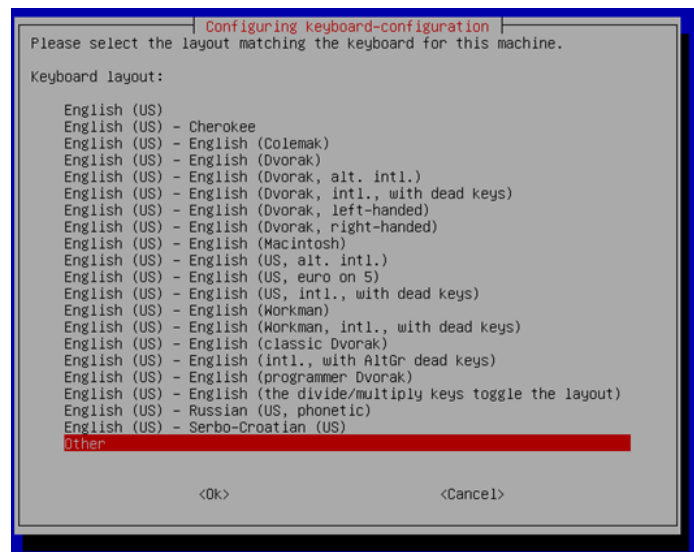 Configuring keyboard-configuration
Please select the layout matching the keyboard for this machine.
Keyboard layout:
English (US)
English (US) - Cherokee
English (US) - English (Colemak)
English (US) - English (Dvorak)
English (US) - English (Dvorak, alt. intl.)
English (US) - English (Dvorak, intl., with dead keys)
English (US) - English (Dvorak, left-handed)
English (US) - English (Dvorak, right-handed)
English (US) - English (Macintosh)
English (US) - English (US, alt. intl.)
English (US) - English (US, euro on 5)
English (US) - English (US, intl., with dead keys)
English (US) - English (Workman)
English (US) - English (Workman, intl., with dead keys)
English (US) - English (classic Dvorak)
English (US) - English (intl., with AltGr dead keys)
English (US) - English (programmer Dvorak)
English (US) - English (the divide/multiply keys toggle the layout)
English (US) - Russian (US, phonetic)
English (US) - Serbo-Croatian (US)
Other
<Ok> <Cancel>